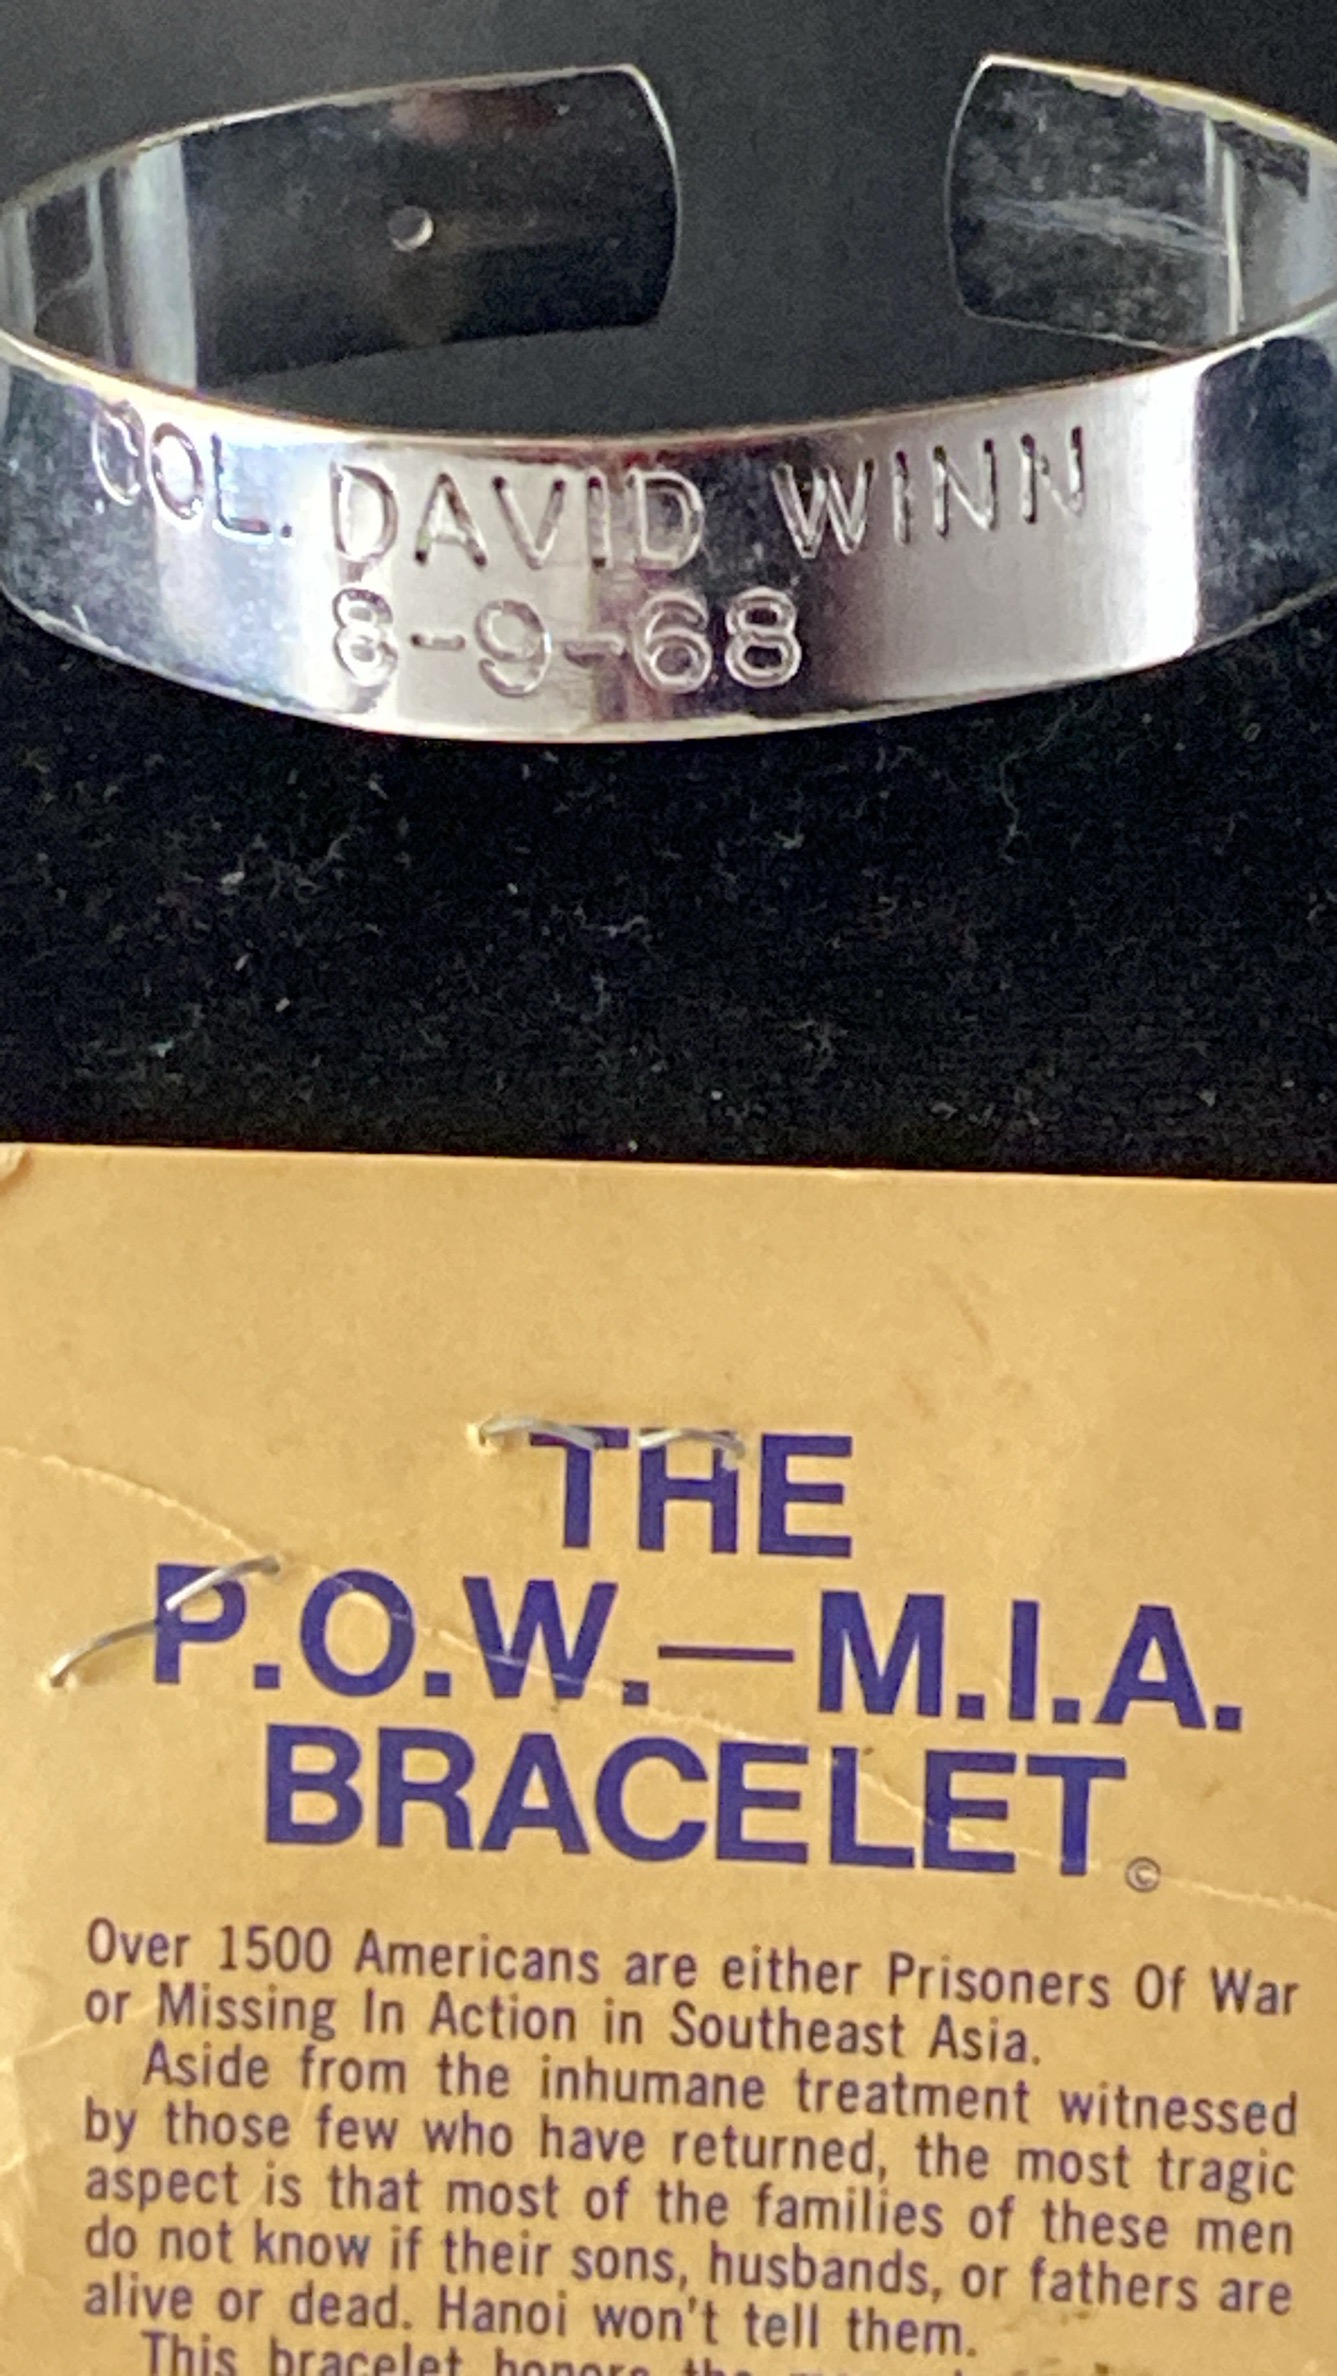 COL. DAVID WINN
8-9-68
THE
P.O.W.—M.I.A.
BRACELET©
Over 1500 Americans are either Prisoners Of War
or Missing In Action in Southeast Asia.
Aside from the inhumane treatment witnessed
by those few who have returned, the most tragic
aspect is that most of the families of these men
do not know if their sons, husbands, or fathers are
alive or dead. Hanoi won't tell them.
This bracelet honors the